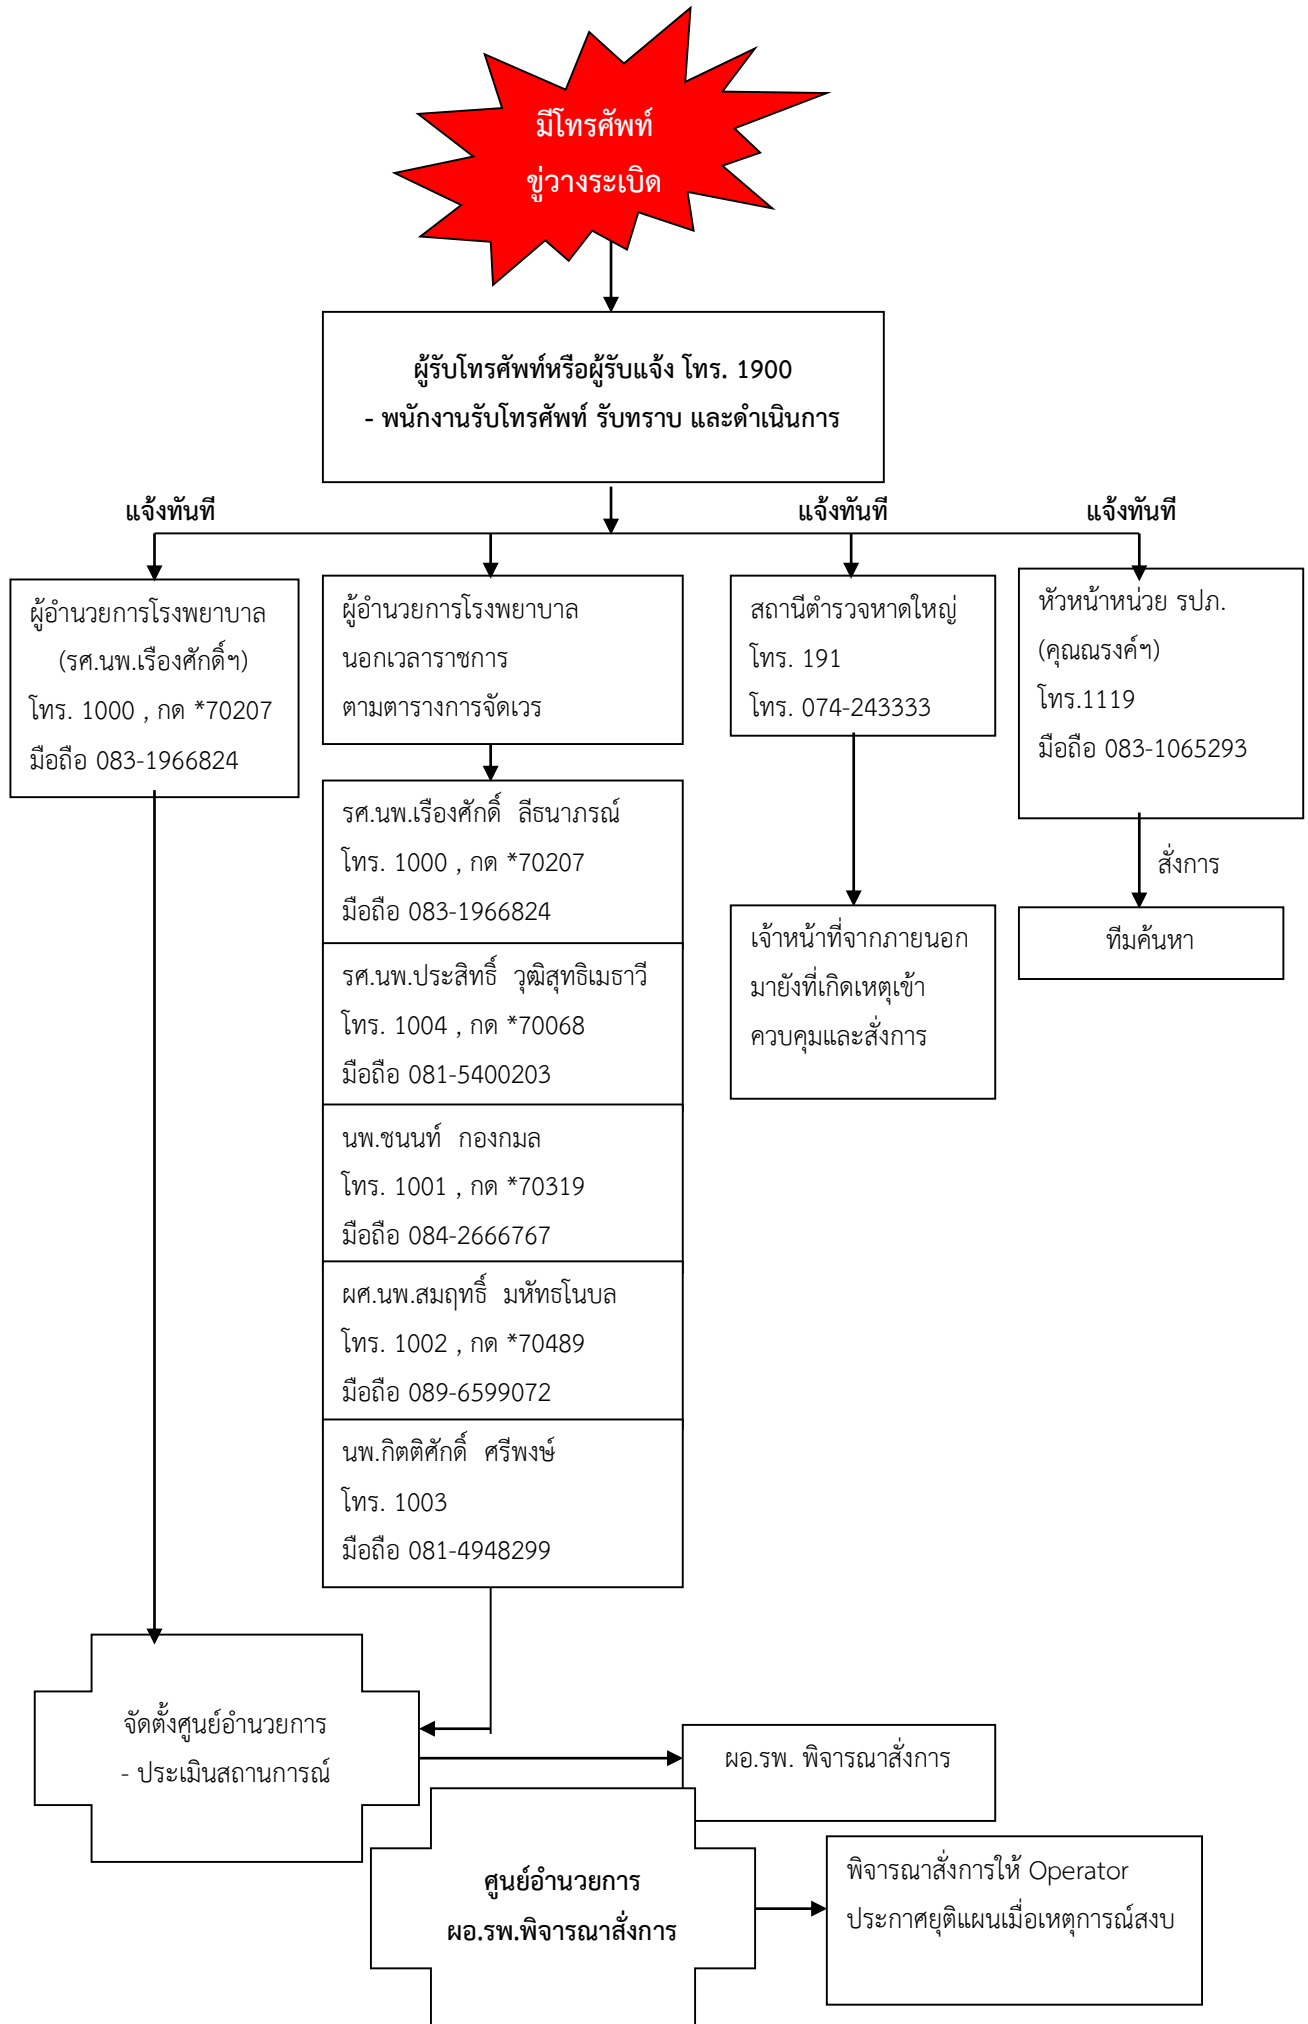 มีโทรศัพท์
ขู่วางระเบิด
ผู้รับโทรศัพท์หรือผู้รับแจ้ง โทร. 1900
- พนักงานรับโทรศัพท์ รับทราบ และดำเนินการ
แจ้งทันที
แจ้งทันที
แจ้งทันที
ผู้อำนวยการโรงพยาบาล
(รศ.นพ.เรืองศักดิ์ฯ)
โทร. 1000 , กด *70207
มือถือ 083-1966824
ผู้อำนวยการโรงพยาบาล
นอกเวลาราชการ
ตามตารางการจัดเวร
สถานีตำรวจหาดใหญ่
โทร. 191
โทร. 074-243333
หัวหน้าหน่วย รปภ.
(คุณณรงค์ฯ)
โทร.1119
มือถือ 083-1065293
รศ.นพ.เรืองศักดิ์ ลีธนาภรณ์
โทร. 1000 , กด *70207
มือถือ 083-1966824
สั่งการ
ทีมค้นหา
เจ้าหน้าที่จากภายนอก
มายังที่เกิดเหตุเข้า
ควบคุมและสั่งการ
รศ.นพ.ประสิทธิ์ วุฒิสุทธิเมธาวี
โทร. 1004 , กด *70068
มือถือ 081-5400203
นพ.ชนนท์ กองกมล
โทร. 1001 , กด *70319
มือถือ 084-2666767
ผศ.นพ.สมฤทธิ์ มหัทธโนบล
โทร. 1002 , กด *70489
มือถือ 089-6599072
นพ.กิตติศักดิ์ ศรีพงษ์
โทร. 1003
มือถือ 081-4948299
จัดตั้งศูนย์อำนวยการ
- ประเมินสถานการณ์
ผอ.รพ. พิจารณาสั่งการ
ศูนย์อำนวยการ
ผอ.รพ.พิจารณาสั่งการ
พิจารณาสั่งการให้ Operator
ประกาศยุติแผนเมื่อเหตุการณ์สงบ